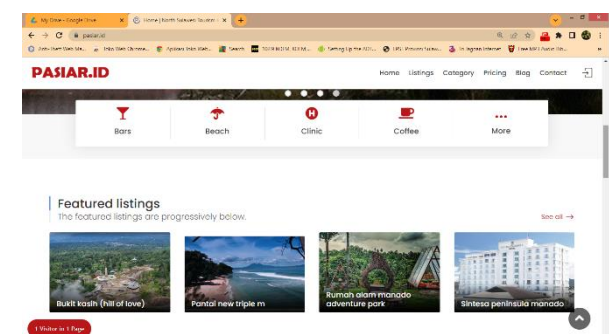 My Drive - Google Drive
Home | North Sulawesi Tourism
pasiar.id
PASIAR.ID
Home Listings Category Pricing Blog Contact
Bars Beach Clinic Coffee More
Featured listings
The featured listings are progressively below.
See all →
Bukit kasih (hill of love)
Pantai new triple m
Rumah alam manado
adventure park
Sintesa peninsula manado
1 Visitor in 1 Page